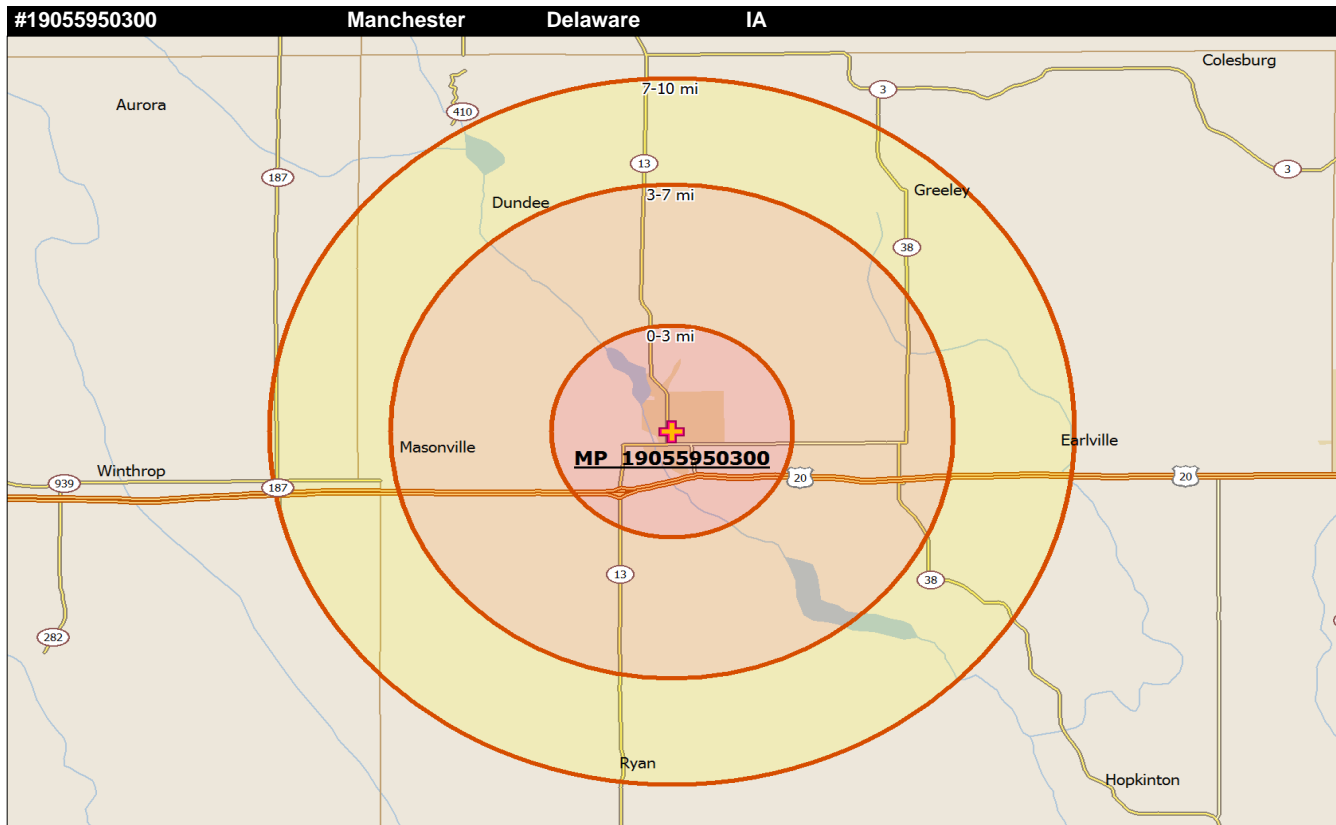 #19055950300 Manchester Delaware IA
Colesburg
7-10 mi
3
Aurora
410
13
3
187
3-7 mi
Greeley
Dundee
38
0-3 mi
Masonville
Earlville
MP 19055950300
Winthrop
20
20
939
187
13
38
282
Ryan
Hopkinton